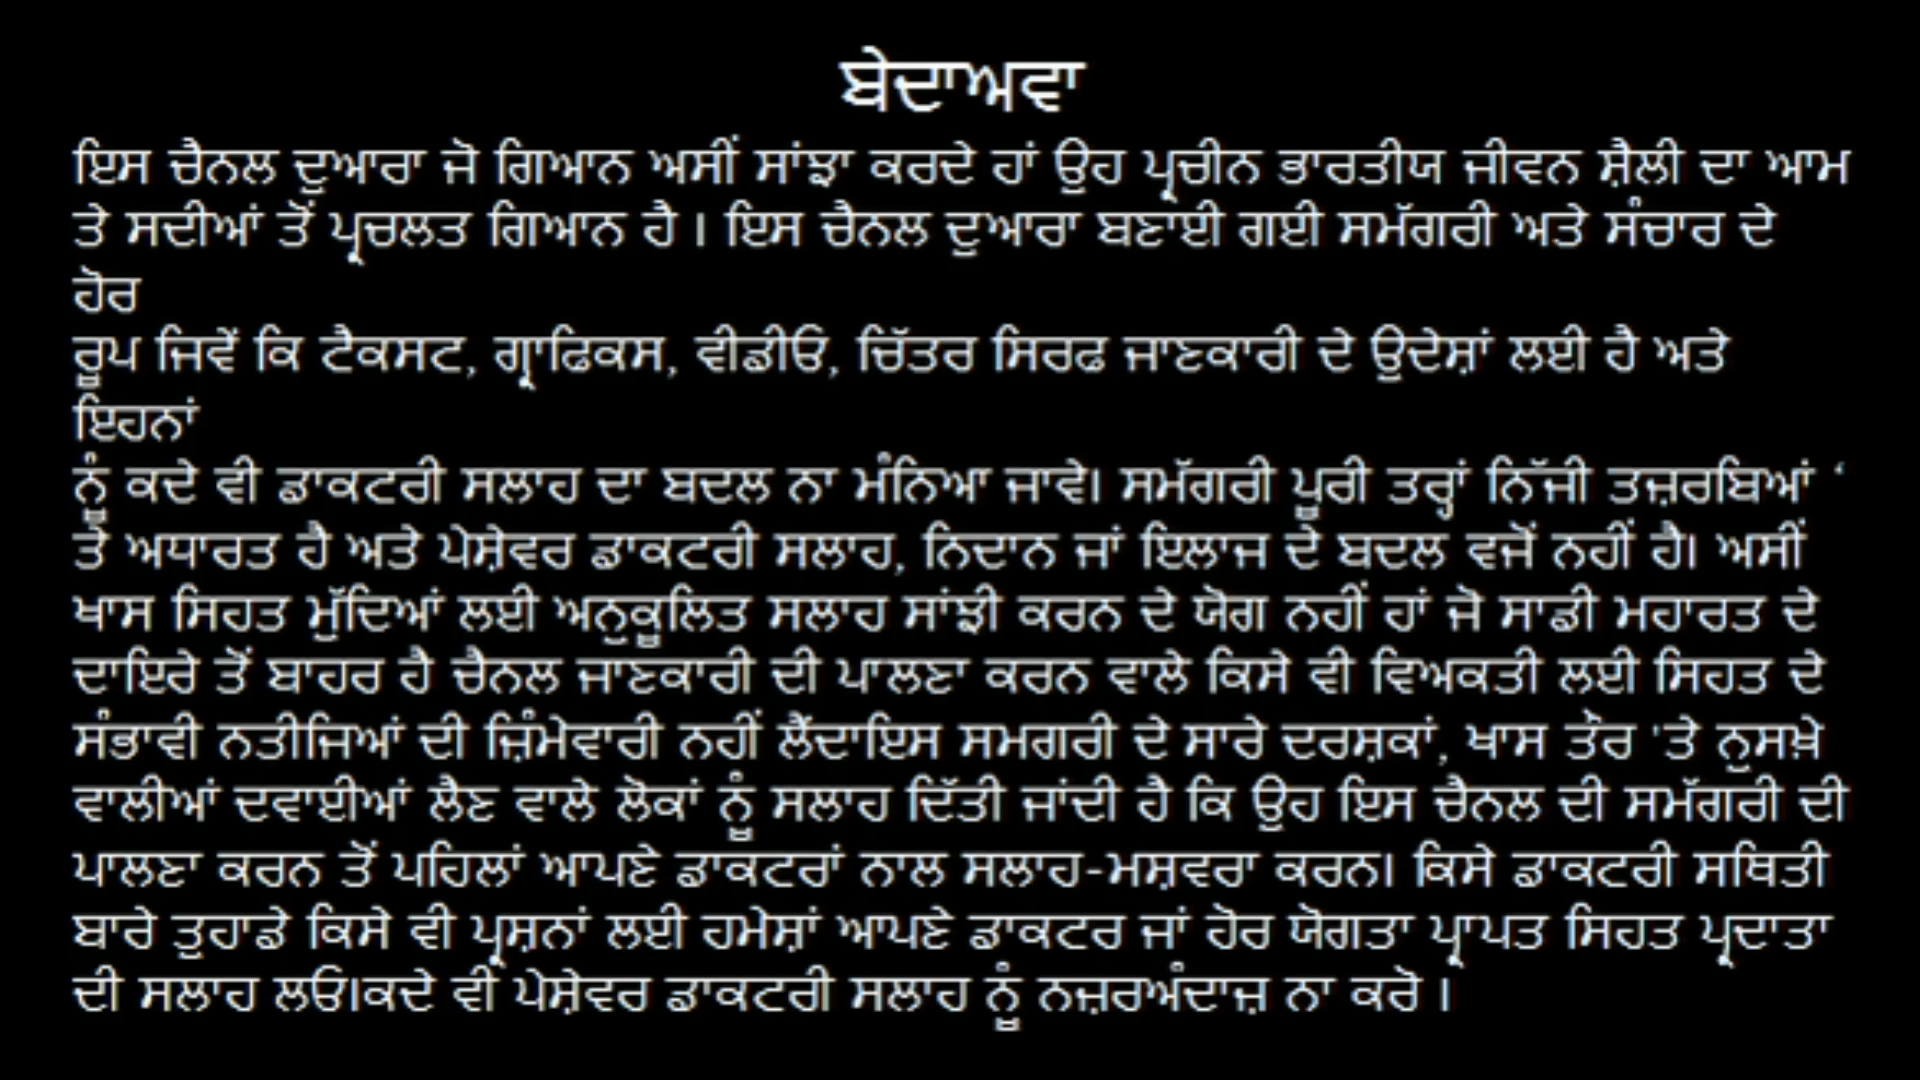 ਬੇਦਾਅਵਾ
ਇਸ ਚੈਨਲ ਦੁਆਰਾ ਜੋ ਗਿਆਨ ਅਸੀਂ ਸਾਂਝਾ ਕਰਦੇ ਹਾਂ ਉਹ ਪ੍ਰਚੀਨ ਭਾਰਤੀਯ ਜੀਵਨ ਸ਼ੈਲੀ ਦਾ ਆਮ
ਤੇ ਸਦੀਆਂ ਤੋਂ ਪ੍ਰਚਲਤ ਗਿਆਨ ਹੈ । ਇਸ ਚੈਨਲ ਦੁਆਰਾ ਬਣਾਈ ਗਈ ਸਮੱਗਰੀ ਅਤੇ ਸੰਚਾਰ ਦੇ
ਹੋਰ
ਰੂਪ ਜਿਵੇਂ ਕਿ ਟੈਕਸਟ, ਗ੍ਰਾਫਿਕਸ, ਵੀਡੀਓ, ਚਿੱਤਰ ਸਿਰਫ ਜਾਣਕਾਰੀ ਦੇ ਉਦੇਸ਼ਾਂ ਲਈ ਹੈ ਅਤੇ
ਇਹਨਾਂ
ਨੂੰ ਕਦੇ ਵੀ ਡਾਕਟਰੀ ਸਲਾਹ ਦਾ ਬਦਲ ਨਾ ਮੰਨਿਆ ਜਾਵੇ। ਸਮੱਗਰੀ ਪੂਰੀ ਤਰ੍ਹਾਂ ਨਿੱਜੀ ਤਜ਼ਰਬਿਆਂ ‘
ਤੇ ਅਧਾਰਤ ਹੈ ਅਤੇ ਪੇਸ਼ੇਵਰ ਡਾਕਟਰੀ ਸਲਾਹ, ਨਿਦਾਨ ਜਾਂ ਇਲਾਜ ਦੇ ਬਦਲ ਵਜੋਂ ਨਹੀਂ ਹੈ। ਅਸੀਂ
ਖਾਸ ਸਿਹਤ ਮੁੱਦਿਆਂ ਲਈ ਅਨੁਕੂਲਿਤ ਸਲਾਹ ਸਾਂਝੀ ਕਰਨ ਦੇ ਯੋਗ ਨਹੀਂ ਹਾਂ ਜੋ ਸਾਡੀ ਮਹਾਰਤ ਦੇ
ਦਾਇਰੇ ਤੋਂ ਬਾਹਰ ਹੈ ਚੈਨਲ ਜਾਣਕਾਰੀ ਦੀ ਪਾਲਣਾ ਕਰਨ ਵਾਲੇ ਕਿਸੇ ਵੀ ਵਿਅਕਤੀ ਲਈ ਸਿਹਤ ਦੇ
ਸੰਭਾਵੀ ਨਤੀਜਿਆਂ ਦੀ ਜ਼ਿੰਮੇਵਾਰੀ ਨਹੀਂ ਲੈਂਦਾਇਸ ਸਮਗਰੀ ਦੇ ਸਾਰੇ ਦਰਸ਼ਕਾਂ, ਖਾਸ ਤੌਰ 'ਤੇ ਨੁਸਖ਼ੇ
ਵਾਲੀਆਂ ਦਵਾਈਆਂ ਲੈਣ ਵਾਲੇ ਲੋਕਾਂ ਨੂੰ ਸਲਾਹ ਦਿੱਤੀ ਜਾਂਦੀ ਹੈ ਕਿ ਉਹ ਇਸ ਚੈਨਲ ਦੀ ਸਮੱਗਰੀ ਦੀ
ਪਾਲਣਾ ਕਰਨ ਤੋਂ ਪਹਿਲਾਂ ਆਪਣੇ ਡਾਕਟਰਾਂ ਨਾਲ ਸਲਾਹ-ਮਸ਼ਵਰਾ ਕਰਨ। ਕਿਸੇ ਡਾਕਟਰੀ ਸਥਿਤੀ
ਬਾਰੇ ਤੁਹਾਡੇ ਕਿਸੇ ਵੀ ਪ੍ਰਸ਼ਨਾਂ ਲਈ ਹਮੇਸ਼ਾਂ ਆਪਣੇ ਡਾਕਟਰ ਜਾਂ ਹੋਰ ਯੋਗਤਾ ਪ੍ਰਾਪਤ ਸਿਹਤ ਪ੍ਰਦਾਤਾ
ਦੀ ਸਲਾਹ ਲਓ।ਕਦੇ ਵੀ ਪੇਸ਼ੇਵਰ ਡਾਕਟਰੀ ਸਲਾਹ ਨੂੰ ਨਜ਼ਰਅੰਦਾਜ਼ ਨਾ ਕਰੋ ।